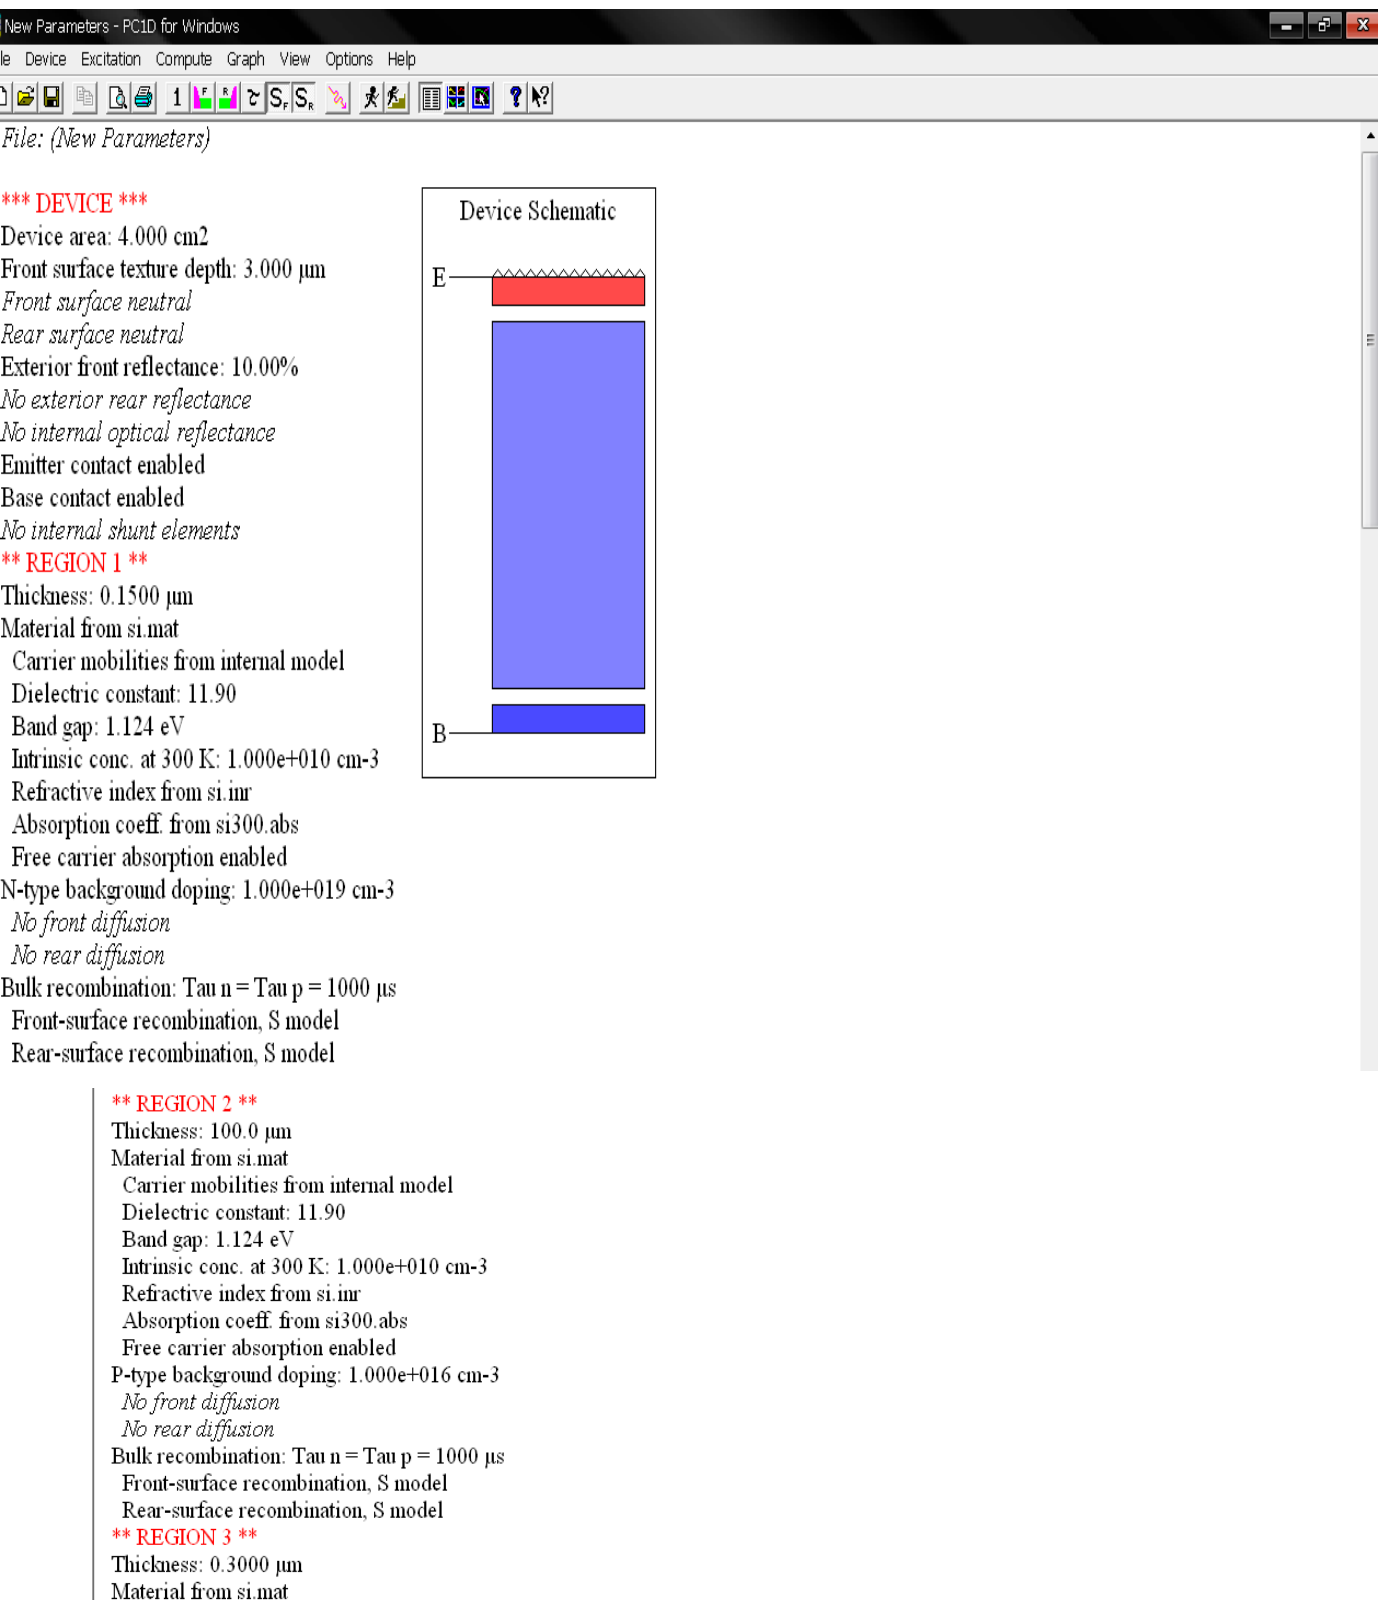 New Parameters - PC1D for Windows
le Device Excitation Compute Graph View Options Help
1 F R τ SF SR
File: (New Parameters)
*** DEVICE ***
Device area: 4.000 cm2
Front surface texture depth: 3.000 µm
Front surface neutral
Rear surface neutral
Exterior front reflectance: 10.00%
No exterior rear reflectance
No internal optical reflectance
Emitter contact enabled
Base contact enabled
No internal shunt elements
** REGION 1 **
Thickness: 0.1500 µm
Material from si.mat
Carrier mobilities from internal model
Dielectric constant: 11.90
Band gap: 1.124 eV
Intrinsic conc. at 300 K: 1.000e+010 cm-3
Refractive index from si.inr
Absorption coeff. from si300.abs
Free carrier absorption enabled
N-type background doping: 1.000e+019 cm-3
No front diffusion
No rear diffusion
Bulk recombination: Tau n = Tau p = 1000 µs
Front-surface recombination, S model
Rear-surface recombination, S model
Device Schematic
E
B
** REGION 2 **
Thickness: 100.0 µm
Material from si.mat
Carrier mobilities from internal model
Dielectric constant: 11.90
Band gap: 1.124 eV
Intrinsic conc. at 300 K: 1.000e+010 cm-3
Refractive index from si.inr
Absorption coeff. from si300.abs
Free carrier absorption enabled
P-type background doping: 1.000e+016 cm-3
No front diffusion
No rear diffusion
Bulk recombination: Tau n = Tau p = 1000 µs
Front-surface recombination, S model
Rear-surface recombination, S model
** REGION 3 **
Thickness: 0.3000 µm
Material from si.mat